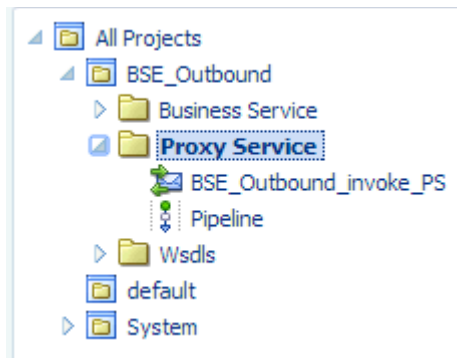 All Projects
BSE_Outbound
Business Service
Proxy Service
BSE_Outbound_invoke_PS
Pipeline
Wsdls
default
System